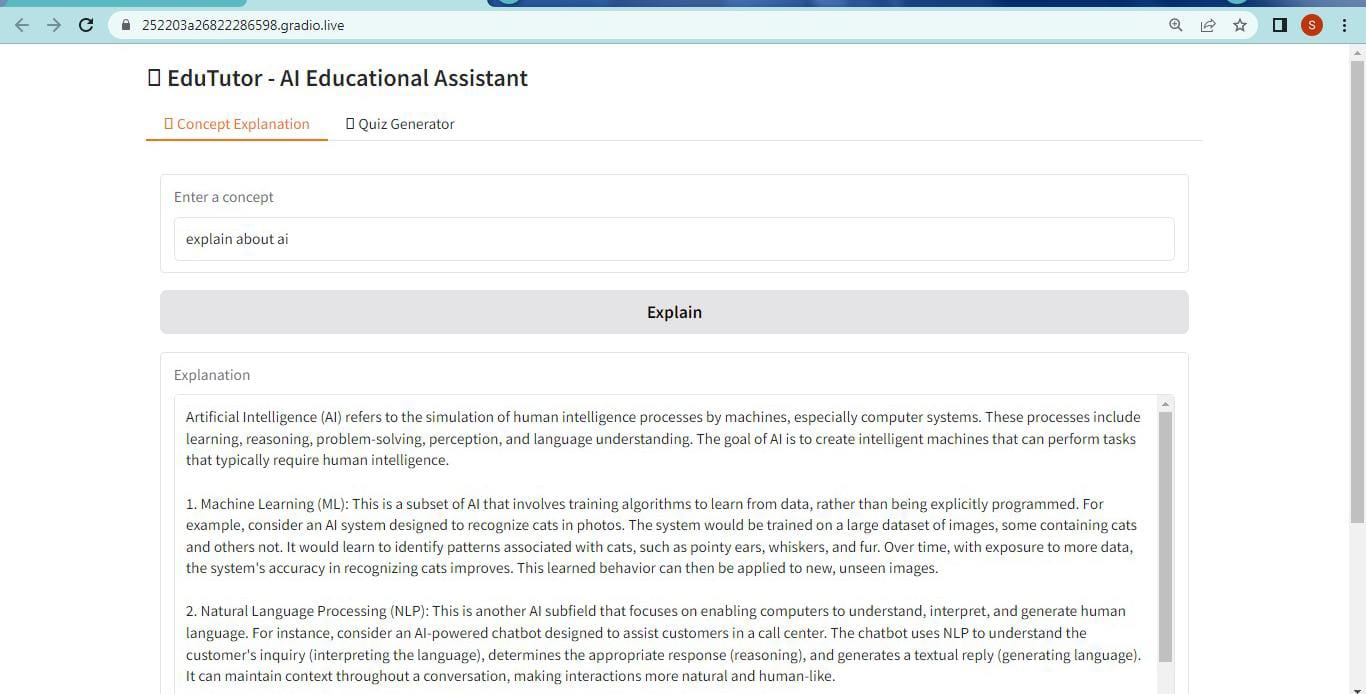 252203a26822286598.gradio.live
S
EduTutor - AI Educational Assistant
Concept Explanation Quiz Generator
Enter a concept
explain about ai
Explain
Explanation
Artificial Intelligence (AI) refers to the simulation of human intelligence processes by machines, especially computer systems. These processes include
learning, reasoning, problem-solving, perception, and language understanding. The goal of AI is to create intelligent machines that can perform tasks
that typically require human intelligence.
1. Machine Learning (ML): This is a subset of AI that involves training algorithms to learn from data, rather than being explicitly programmed. For
example, consider an AI system designed to recognize cats in photos. The system would be trained on a large dataset of images, some containing cats
and others not. It would learn to identify patterns associated with cats, such as pointy ears, whiskers, and fur. Over time, with exposure to more data,
the system's accuracy in recognizing cats improves. This learned behavior can then be applied to new, unseen images.
2. Natural Language Processing (NLP): This is another AI subfield that focuses on enabling computers to understand, interpret, and generate human
language. For instance, consider an AI-powered chatbot designed to assist customers in a call center. The chatbot uses NLP to understand the
customer's inquiry (interpreting the language), determines the appropriate response (reasoning), and generates a textual reply (generating language).
It can maintain context throughout a conversation, making interactions more natural and human-like.